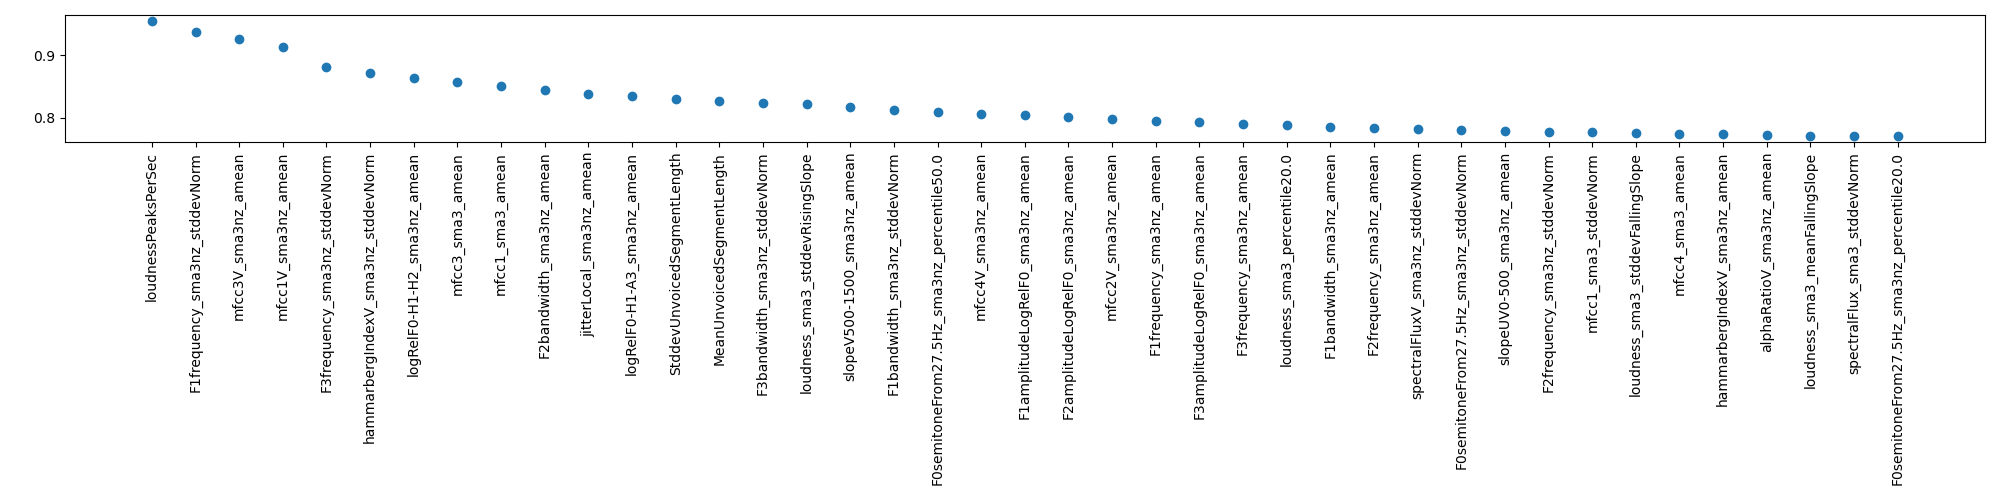 0.9
0.8
loudnessPeaksPerSec
F1frequency_sma3nz_stddevNorm
mfcc3V_sma3nz_amean
mfcc1V_sma3nz_amean
F3frequency_sma3nz_stddevNorm
hammarbergIndexV_sma3nz_stddevNorm
logRelF0-H1-H2_sma3nz_amean
mfcc3_sma3_amean
mfcc1_sma3_amean
F2bandwidth_sma3nz_amean
jitterLocal_sma3nz_amean
logRelF0-H1-A3_sma3nz_amean
StddevUnvoicedSegmentLength
MeanUnvoicedSegmentLength
F3bandwidth_sma3nz_stddevNorm
loudness_sma3_stddevRisingSlope
slopeV500-1500_sma3nz_amean
F1bandwidth_sma3nz_stddevNorm
F0semitoneFrom27.5Hz_sma3nz_percentile50.0
mfcc4V_sma3nz_amean
F1amplitudeLogRelF0_sma3nz_amean
F2amplitudeLogRelF0_sma3nz_amean
mfcc2V_sma3nz_amean
F1frequency_sma3nz_amean
F3amplitudeLogRelF0_sma3nz_amean
F3frequency_sma3nz_amean
loudness_sma3_percentile20.0
F1bandwidth_sma3nz_amean
F2frequency_sma3nz_amean
spectralFluxV_sma3nz_stddevNorm
F0semitoneFrom27.5Hz_sma3nz_stddevNorm
slopeUV0-500_sma3nz_amean
F2frequency_sma3nz_stddevNorm
mfcc1_sma3_stddevNorm
loudness_sma3_stddevFallingSlope
mfcc4_sma3_amean
hammarbergIndexV_sma3nz_amean
alphaRatioV_sma3nz_amean
loudness_sma3_meanFallingSlope
spectralFlux_sma3_stddevNorm
F0semitoneFrom27.5Hz_sma3nz_percentile20.0